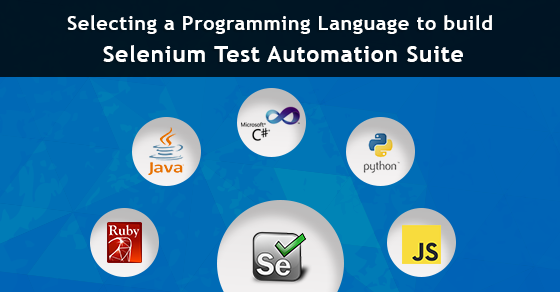 Selecting a Programming Language to build
Selenium Test Automation Suite
Microsoft®
C#
Java
python
Ruby
Se
JS